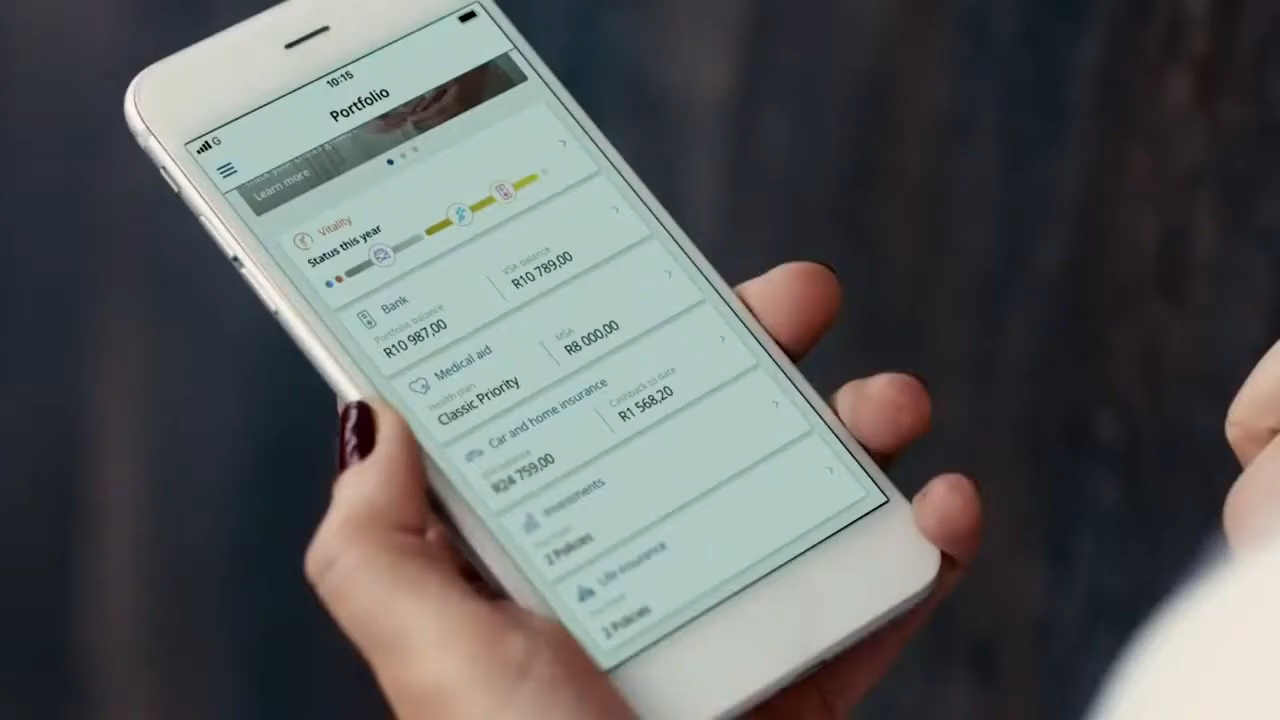 G
10:15
Portfolio
Learn more
Vitality
Status this year
Bank
Portfolio balance
R10 987,00
VSA balance
R10 789,00
Medical aid
Health plan
Classic Priority
MSA
R8 000,00
Car and home insurance
R24 759,00
Cashback to date
R1 568,20
Investments
2 Policies
Life insurance
2 Policies